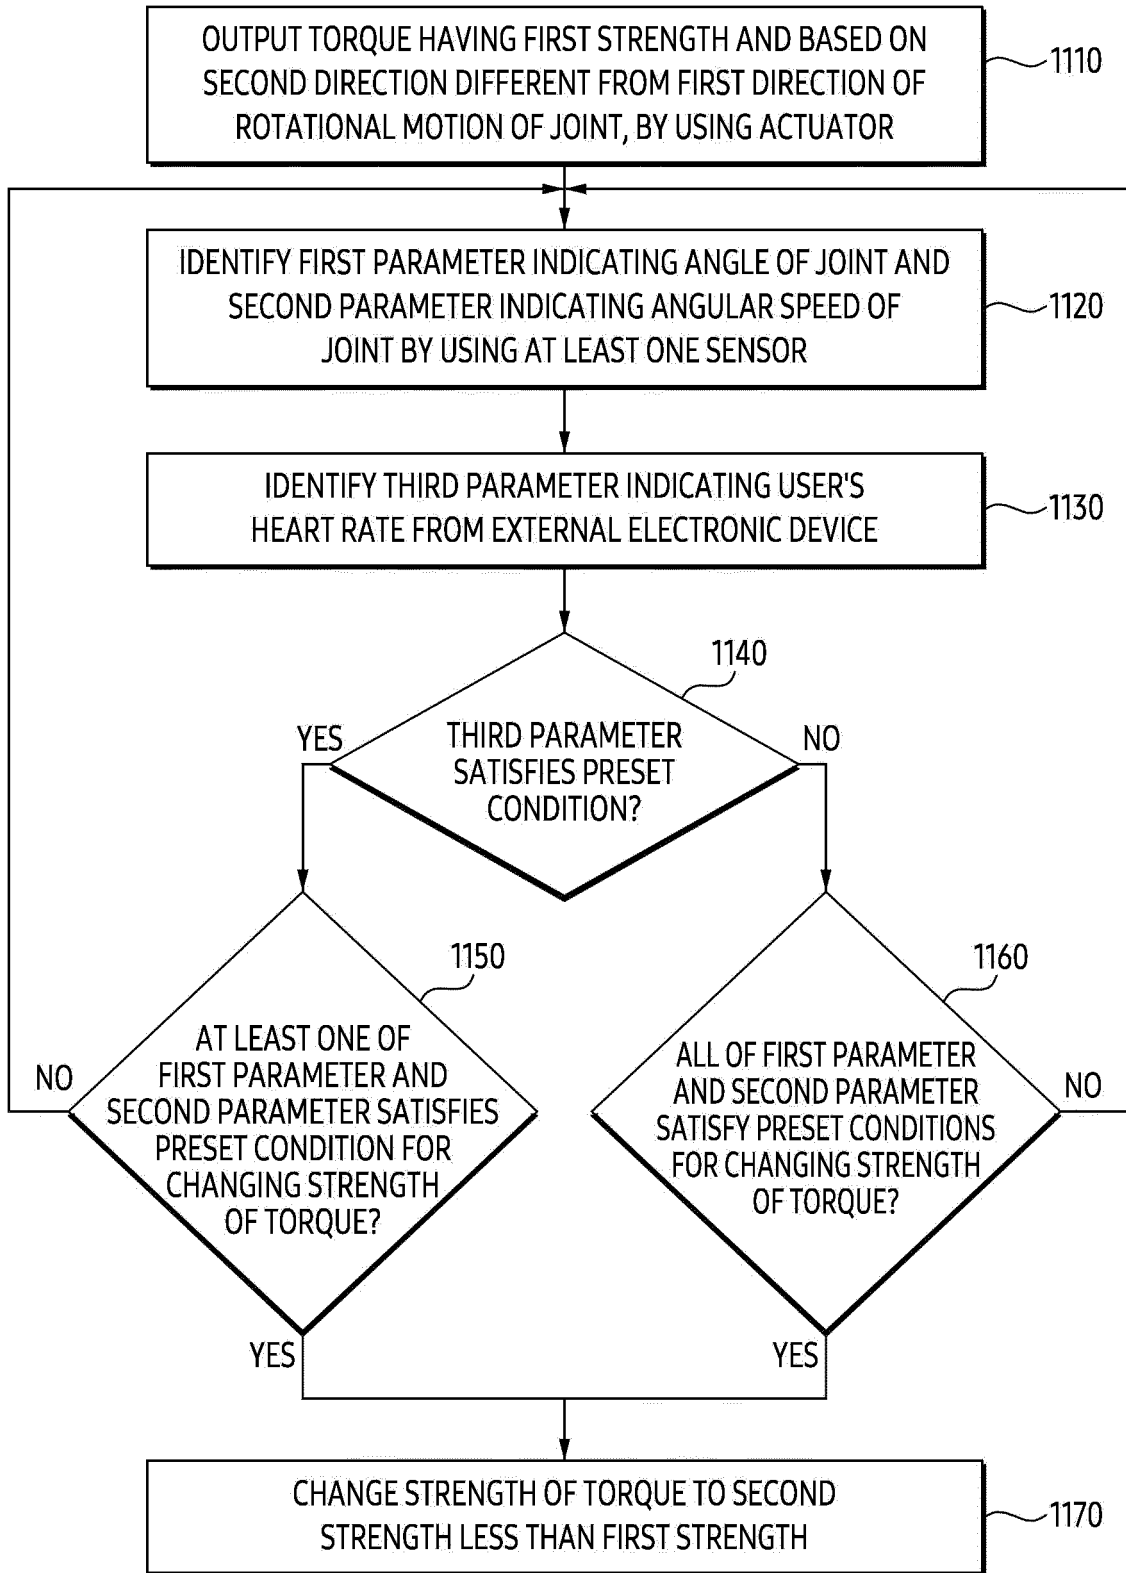 OUTPUT TORQUE HAVING FIRST STRENGTH AND BASED ON
SECOND DIRECTION DIFFERENT FROM FIRST DIRECTION OF
ROTATIONAL MOTION OF JOINT, BY USING ACTUATOR
1110
IDENTIFY FIRST PARAMETER INDICATING ANGLE OF JOINT AND
SECOND PARAMETER INDICATING ANGULAR SPEED OF
JOINT BY USING AT LEAST ONE SENSOR
1120
IDENTIFY THIRD PARAMETER INDICATING USER'S
HEART RATE FROM EXTERNAL ELECTRONIC DEVICE
1130
1140
YES
THIRD PARAMETER
SATISFIES PRESET
CONDITION?
NO
1150
NO
AT LEAST ONE OF
FIRST PARAMETER AND
SECOND PARAMETER SATISFIES
PRESET CONDITION FOR
CHANGING STRENGTH
OF TORQUE?
YES
1160
ALL OF FIRST PARAMETER
AND SECOND PARAMETER
SATISFY PRESET CONDITIONS
FOR CHANGING STRENGTH
OF TORQUE?
NO
YES
CHANGE STRENGTH OF TORQUE TO SECOND
STRENGTH LESS THAN FIRST STRENGTH
1170